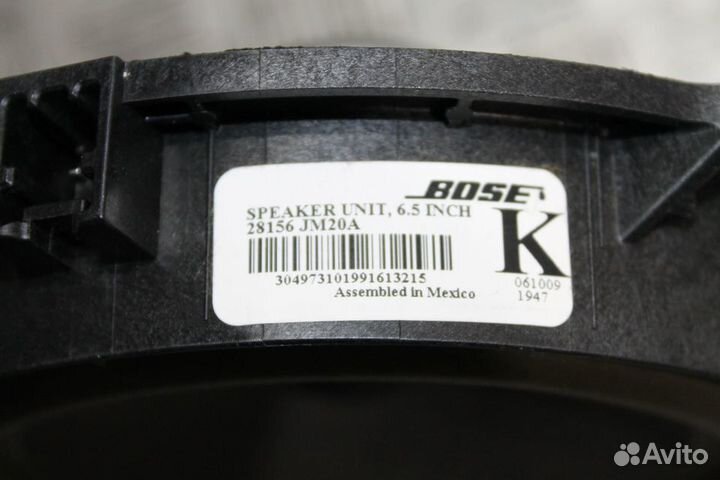 BOSE
SPEAKER UNIT, 6.5 INCH
28156 JM20A
K
304973101991613215
061009
Assembled in Mexico
1947
Avito